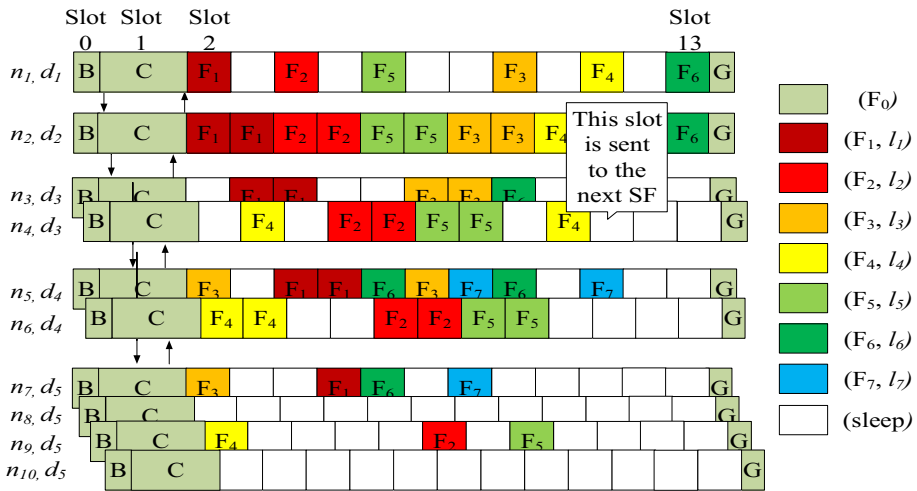 Slot 0
Slot 1
Slot 2
Slot 13
n₁, d₁ B C F₁ F₂ F₅ F₃ F₄ F₆ G
n₂, d₂ B C F₁ F₁ F₂ F₂ F₅ F₅ F₃ F₃ F₄ F₆ G
This slot
is sent
to the
next SF
n₃, d₃ B C F₁ F₁ F₃ F₃ F₆ G
n₄, d₃ B C F₄ F₂ F₂ F₅ F₅ F₄ G
n₅, d₄ B C F₃ F₁ F₁ F₆ F₃ F₇ F₆ F₇ G
n₆, d₄ B C F₄ F₄ F₂ F₂ F₅ F₅ G
n₇, d₅ B C F₃ F₁ F₆ F₇ G
n₈, d₅ B C G
n₉, d₅ B C F₄ F₂ F₅ G
n₁₀, d₅ B C G
(F₀)
(F₁, l₁)
(F₂, l₂)
(F₃, l₃)
(F₄, l₄)
(F₅, l₅)
(F₆, l₆)
(F₇, l₇)
(sleep)